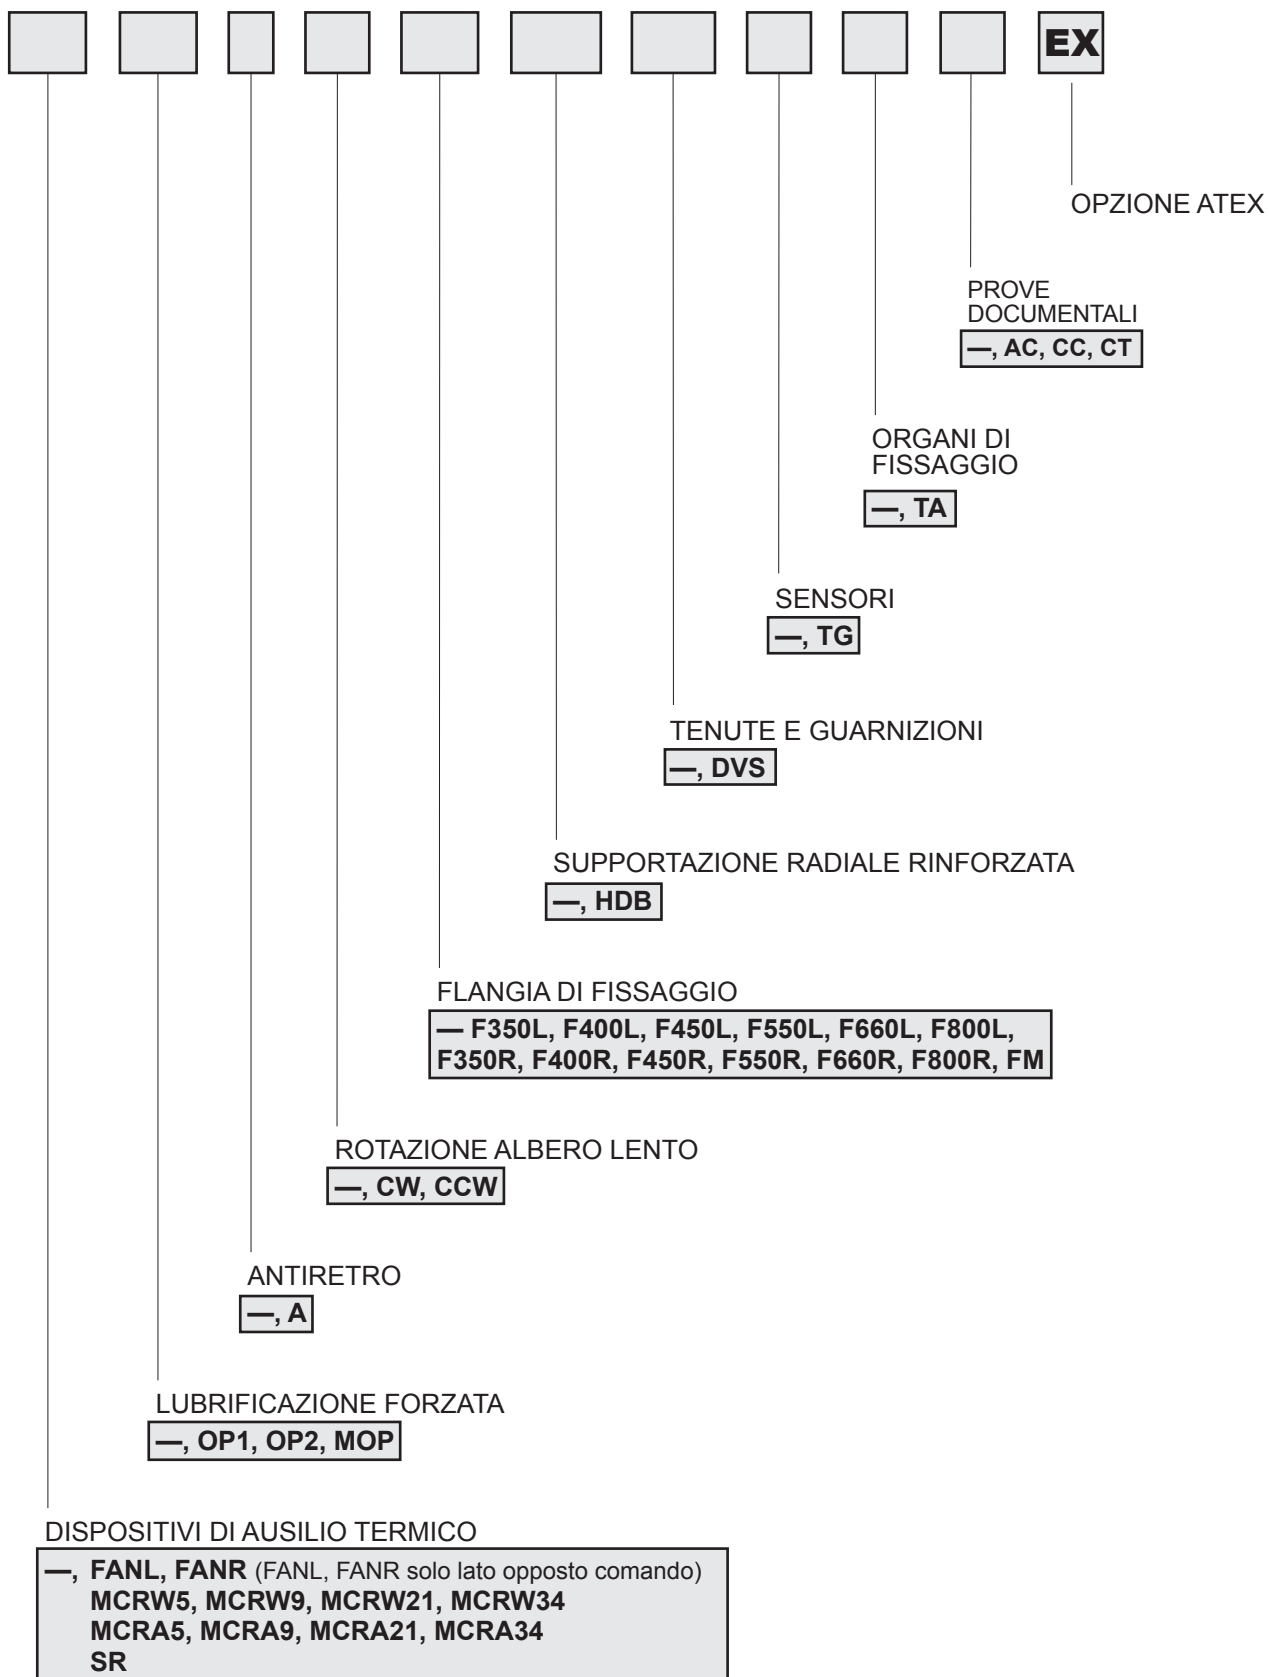 EX
OPZIONE ATEX
PROVE
DOCUMENTALI
—, AC, CC, CT
ORGANI DI
FISSAGGIO
—, TA
SENSORI
—, TG
TENUTE E GUARNIZIONI
—, DVS
SUPPORTAZIONE RADIALE RINFORZATA
—, HDB
FLANGIA DI FISSAGGIO
— F350L, F400L, F450L, F550L, F660L, F800L,
F350R, F400R, F450R, F550R, F660R, F800R, FM
ROTAZIONE ALBERO LENTO
—, CW, CCW
ANTIRETRO
—, A
LUBRIFICAZIONE FORZATA
—, OP1, OP2, MOP
DISPOSITIVI DI AUSILIO TERMICO
—, FANL, FANR (FANL, FANR solo lato opposto comando)
MCRW5, MCRW9, MCRW21, MCRW34
MCRA5, MCRA9, MCRA21, MCRA34
SR